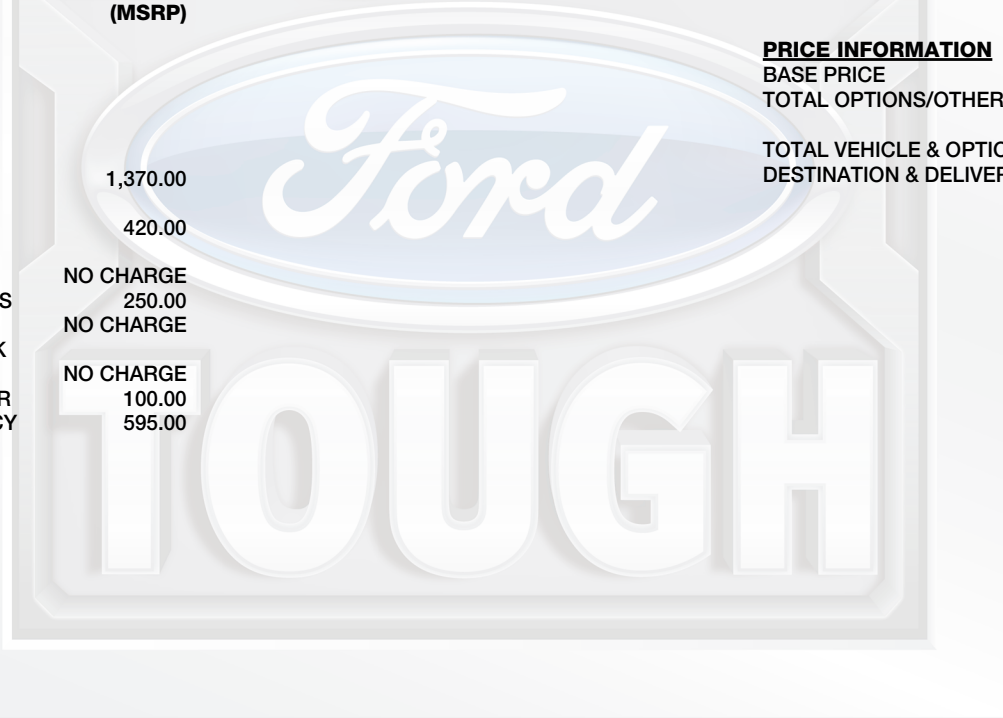 (MSRP)
1,370.00
420.00
NO CHARGE
S 250.00
NO CHARGE
K
NO CHARGE
R 100.00
CY 595.00
PRICE INFORMATION
BASE PRICE
TOTAL OPTIONS/OTHER
TOTAL VEHICLE & OPTIO
DESTINATION & DELIVER
Ford
TOUGH